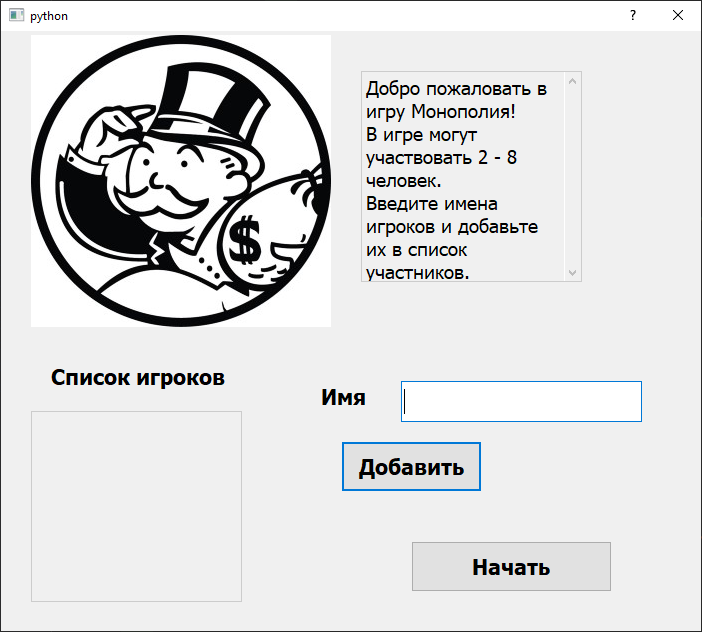 python
?
Добро пожаловать в
игру Монополия!
В игре могут
участвовать 2 - 8
человек.
Введите имена
игроков и добавьте
их в список
участников.
$
Список игроков
Имя
Добавить
Начать